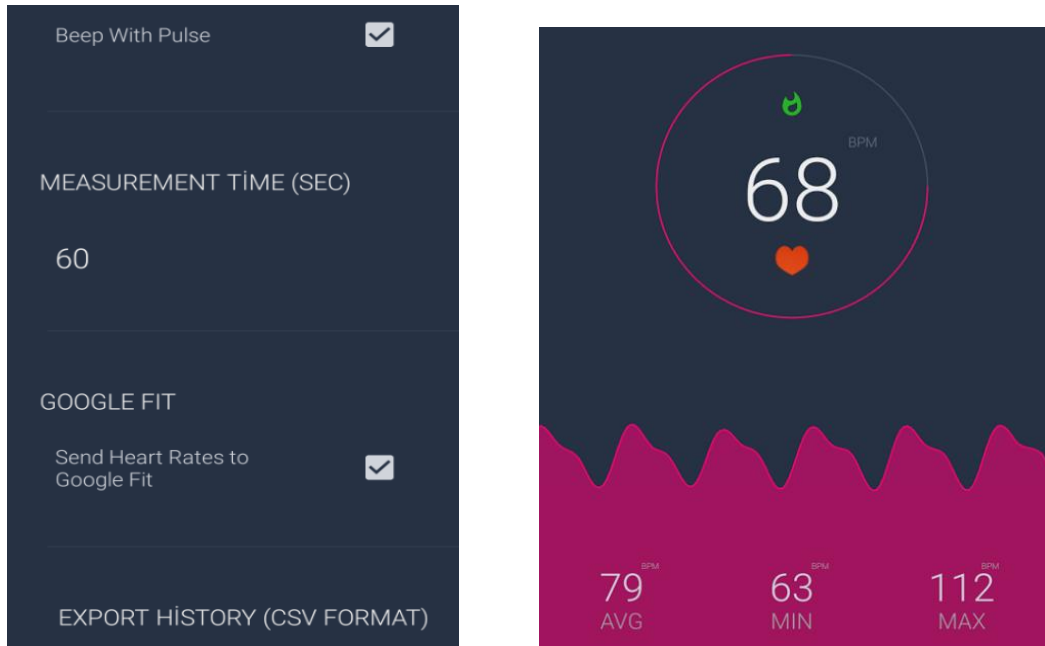 Beep With Pulse
MEASUREMENT TİME (SEC)
60
GOOGLE FIT
Send Heart Rates to
Google Fit
EXPORT HİSTORY (CSV FORMAT)
BPM
68
BPM BPM BPM
79 63 112
AVG MIN MAX